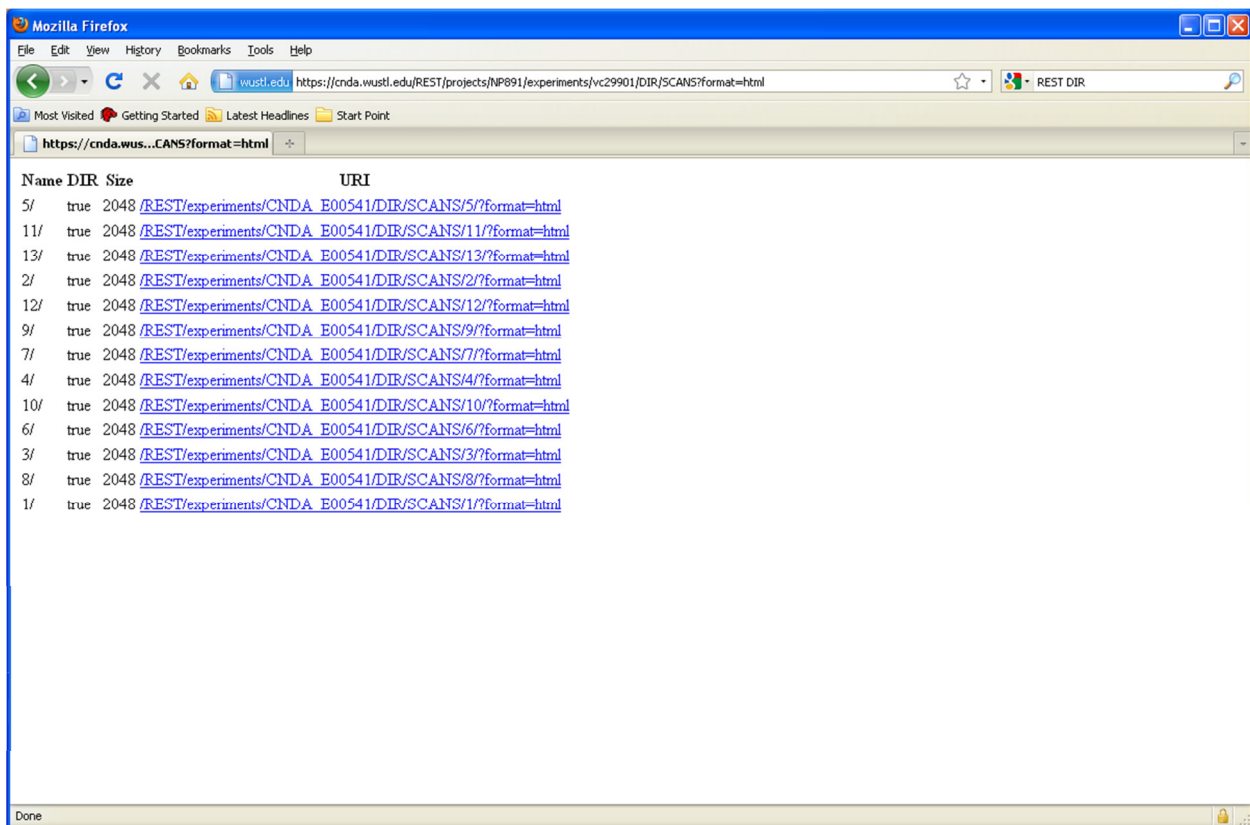 Mozilla Firefox
File Edit View History Bookmarks Tools Help
wustl.edu https://cnda.wustl.edu/REST/projects/NP891/experiments/vc29901/DIR/SCANS?format=html REST DIR
Most Visited Getting Started Latest Headlines Start Point
https://cnda.wus...CANS?format=html
Name DIR Size URI
5/ true 2048 /REST/experiments/CNDA_E00541/DIR/SCANS/5/?format=html
11/ true 2048 /REST/experiments/CNDA_E00541/DIR/SCANS/11/?format=html
13/ true 2048 /REST/experiments/CNDA_E00541/DIR/SCANS/13/?format=html
2/ true 2048 /REST/experiments/CNDA_E00541/DIR/SCANS/2/?format=html
12/ true 2048 /REST/experiments/CNDA_E00541/DIR/SCANS/12/?format=html
9/ true 2048 /REST/experiments/CNDA_E00541/DIR/SCANS/9/?format=html
7/ true 2048 /REST/experiments/CNDA_E00541/DIR/SCANS/7/?format=html
4/ true 2048 /REST/experiments/CNDA_E00541/DIR/SCANS/4/?format=html
10/ true 2048 /REST/experiments/CNDA_E00541/DIR/SCANS/10/?format=html
6/ true 2048 /REST/experiments/CNDA_E00541/DIR/SCANS/6/?format=html
3/ true 2048 /REST/experiments/CNDA_E00541/DIR/SCANS/3/?format=html
8/ true 2048 /REST/experiments/CNDA_E00541/DIR/SCANS/8/?format=html
1/ true 2048 /REST/experiments/CNDA_E00541/DIR/SCANS/1/?format=html
Done